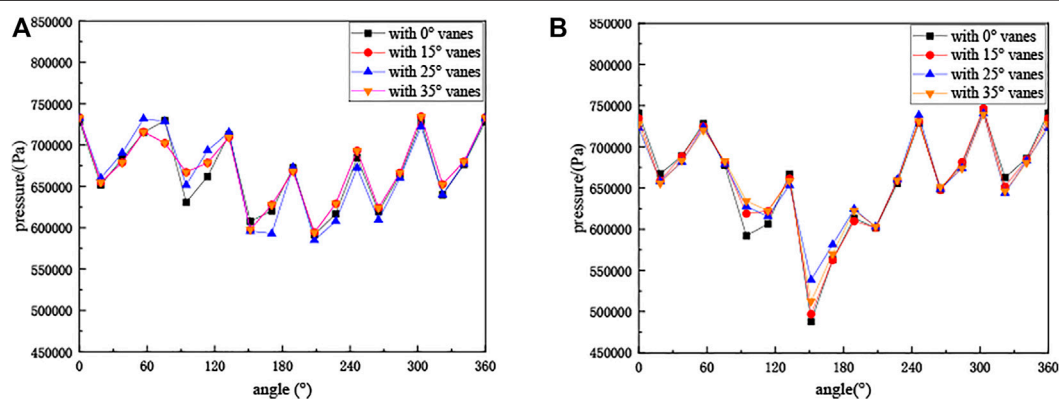 A
pressure/(Pa)
850000
800000
750000
700000
650000
600000
550000
500000
450000
0
60
120
180
240
300
360
angle (°)
with 0° vanes
with 15° vanes
with 25° vanes
with 35° vanes
B
pressure/(Pa)
850000
800000
750000
700000
650000
600000
550000
500000
450000
0
60
120
180
240
300
360
angle(°)
with 0° vanes
with 15° vanes
with 25° vanes
with 35° vanes